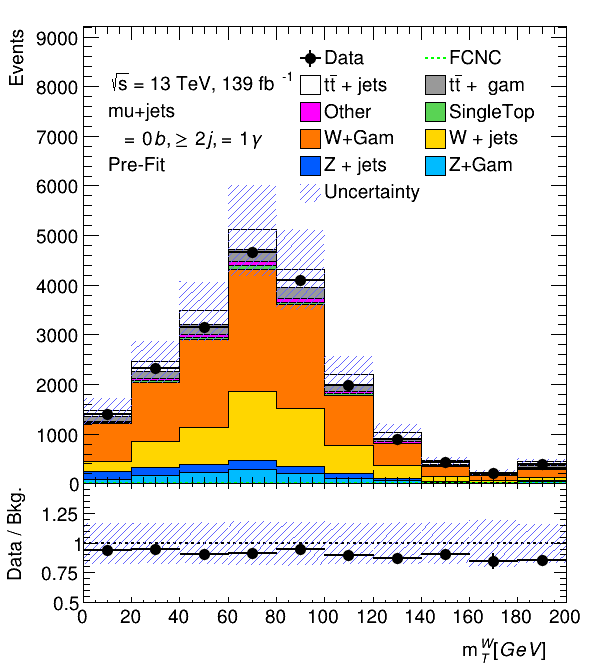 Events
9000
8000
7000
6000
5000
4000
3000
2000
1000
0
√s = 13 TeV, 139 fb⁻¹
mu+jets
= 0b, ≥ 2j, = 1γ
Pre-Fit
Data
FCNC
tt̄ + jets
tt̄ + gam
Other
SingleTop
W+Gam
W + jets
Z + jets
Z+Gam
Uncertainty
Data / Bkg.
1.25
1
0.75
0.5
0 20 40 60 80 100 120 140 160 180 200
m_T^W[GeV]